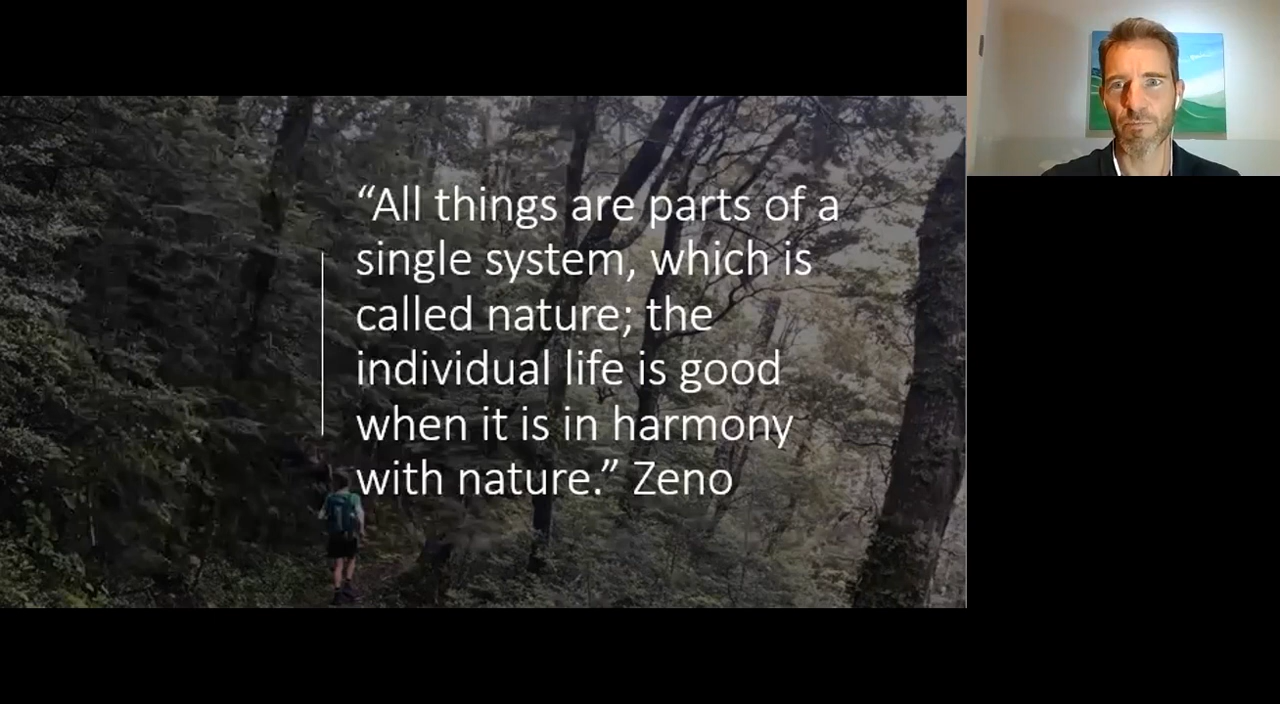 “All things are parts of a
single system, which is
called nature; the
individual life is good
when it is in harmony
with nature.” Zeno